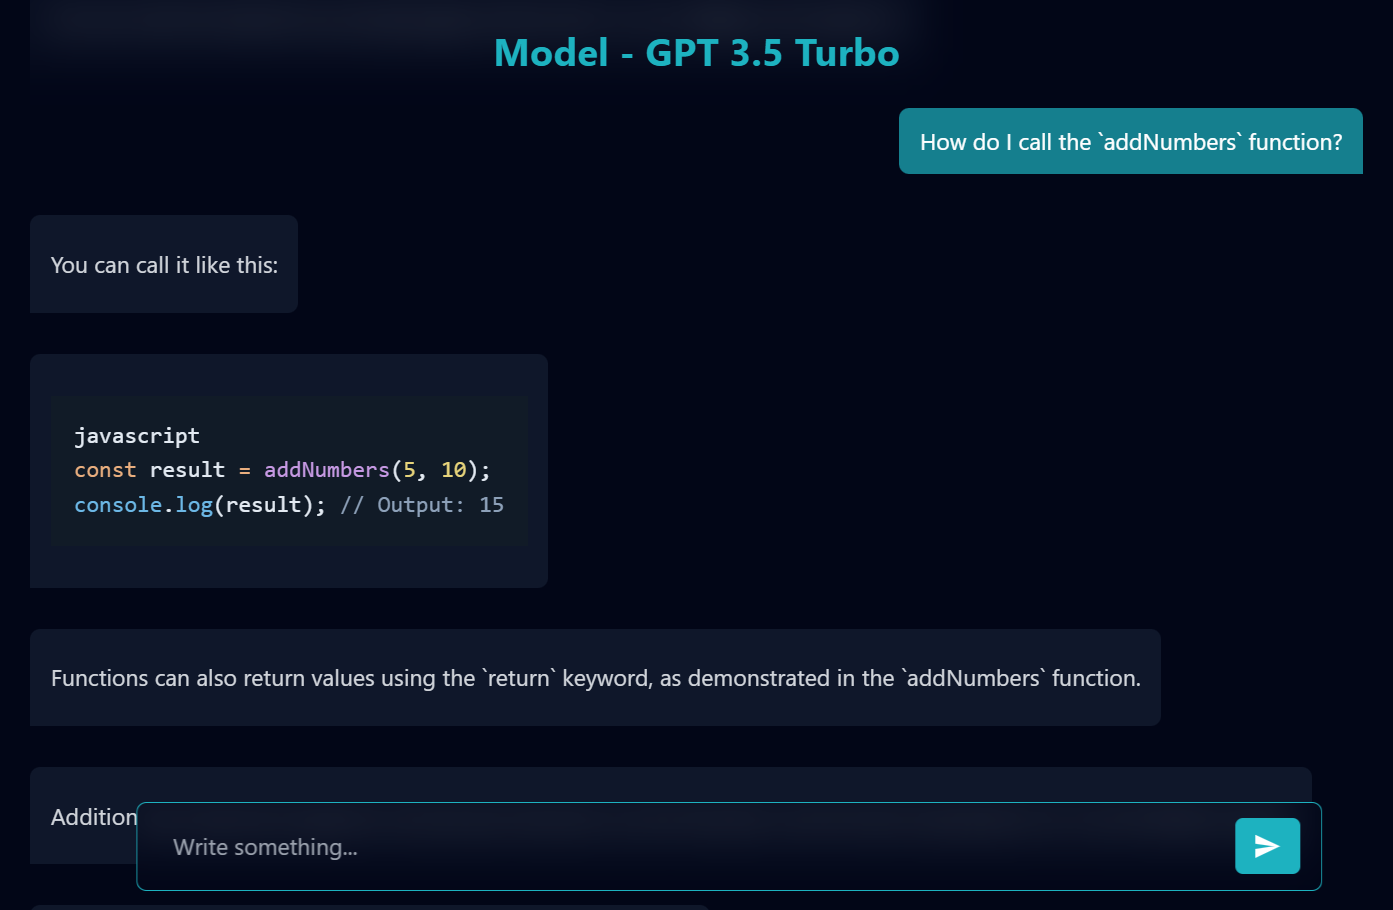 Model - GPT 3.5 Turbo
How do I call the `addNumbers` function?
You can call it like this:
javascript
const result = addNumbers(5, 10);
console.log(result); // Output: 15
Functions can also return values using the `return` keyword, as demonstrated in the `addNumbers` function.
Addition
Write something...